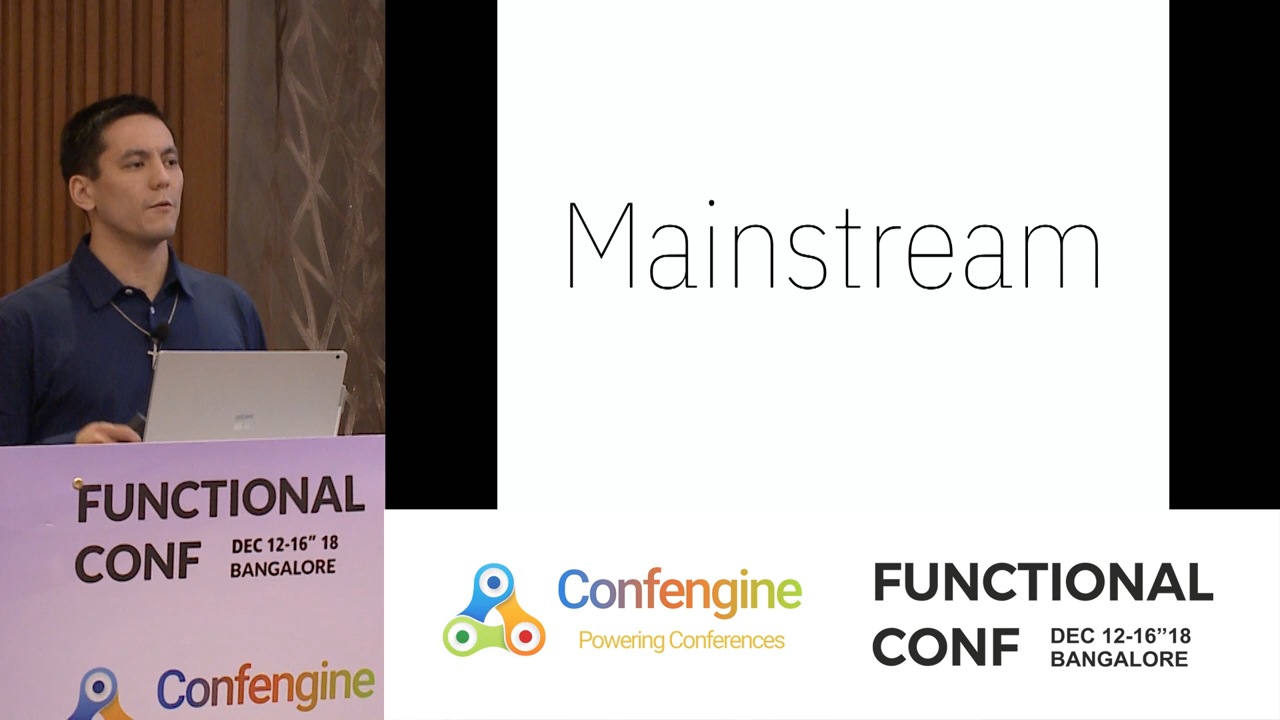 Mainstream
FUNCTIONAL
CONF
DEC 12-16” 18
BANGALORE
Confengine
Confengine
Powering Conferences
FUNCTIONAL
CONF
DEC 12-16”18
BANGALORE